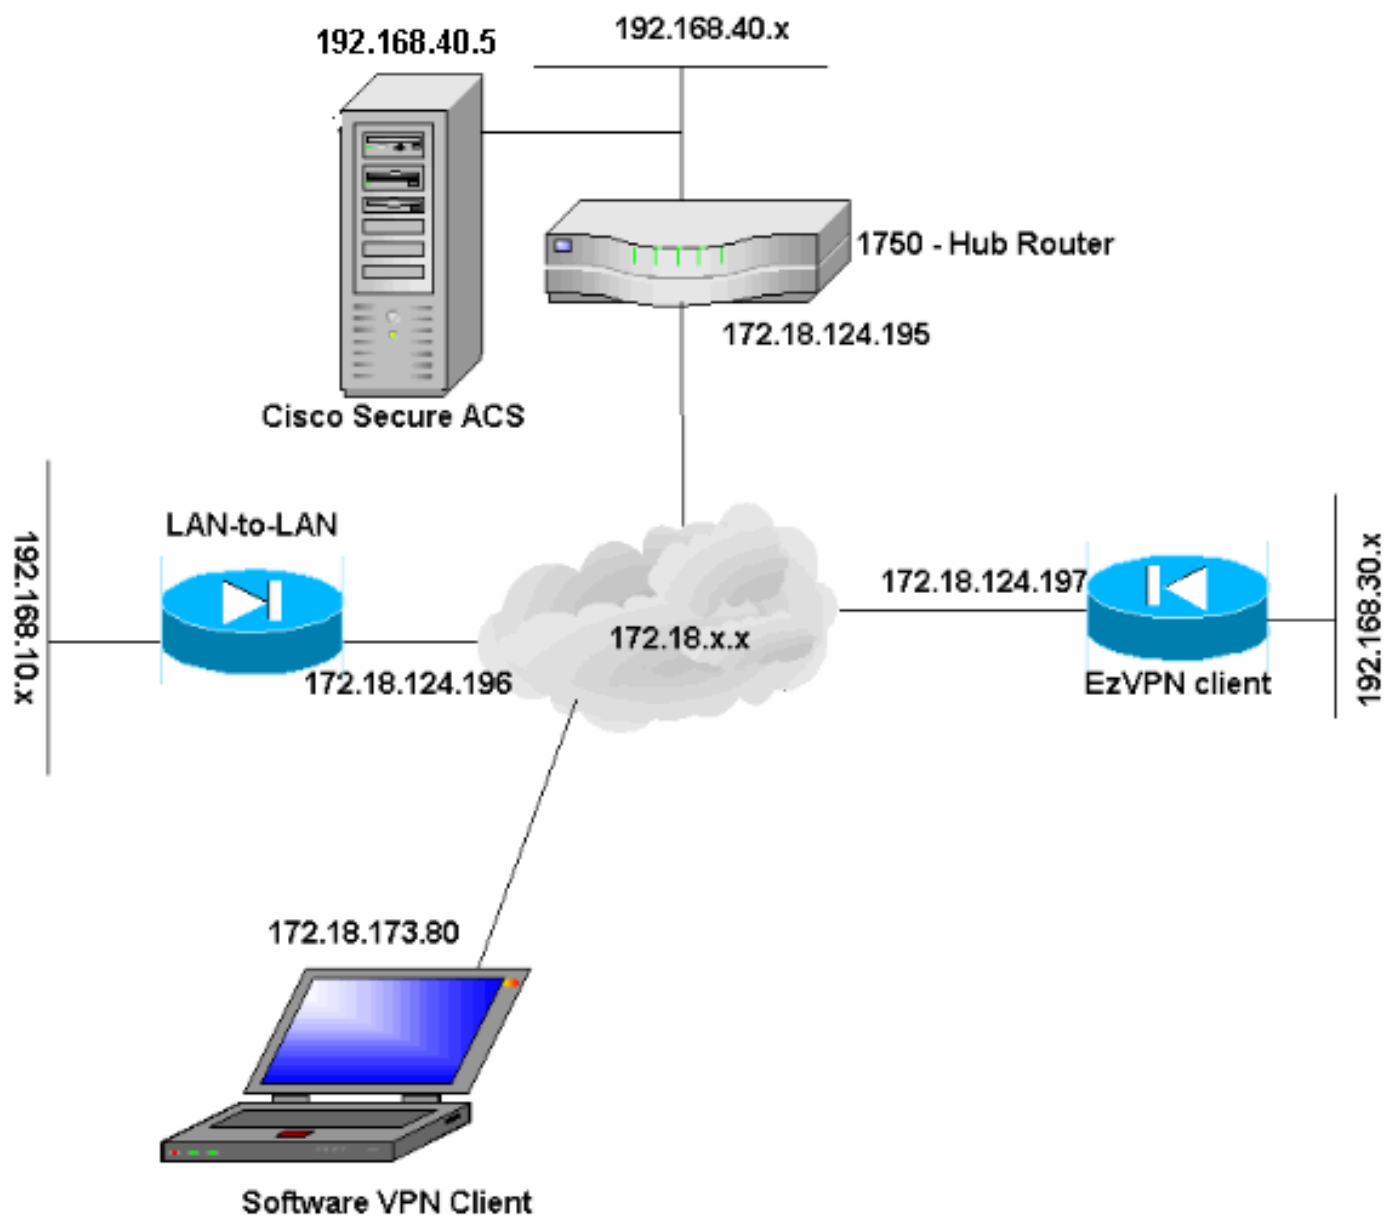 192.168.40.5
192.168.40.x
1750 - Hub Router
172.18.124.195
Cisco Secure ACS
LAN-to-LAN
192.168.10.x
172.18.124.196
172.18.x.x
172.18.124.197
EzVPN client
192.168.30.x
172.18.173.80
Software VPN Client